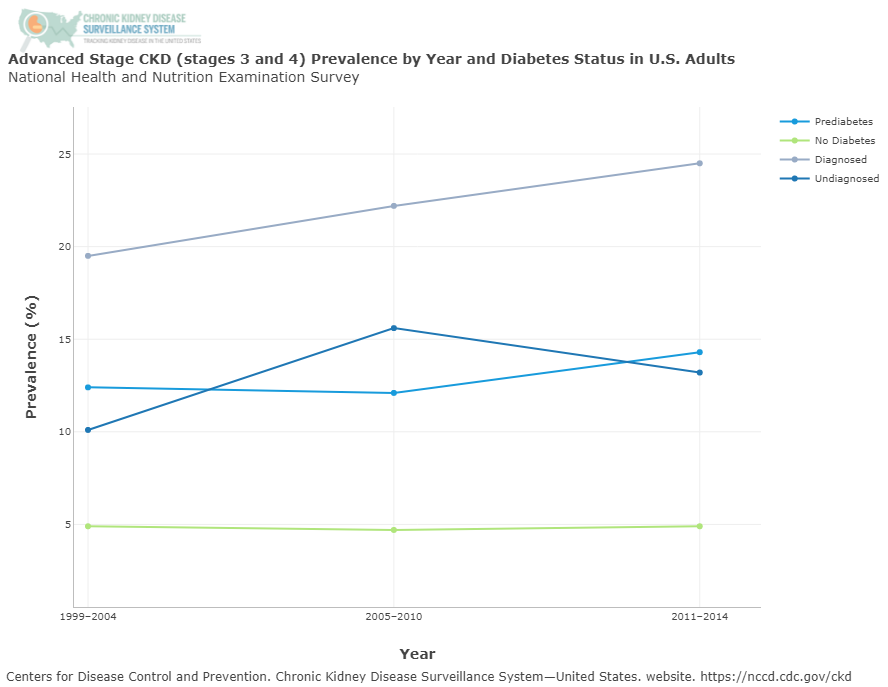 CHRONIC KIDNEY DISEASE
SURVEILLANCE SYSTEM
TRACKING KIDNEY DISEASE IN THE UNITED STATES
Advanced Stage CKD (stages 3 and 4) Prevalence by Year and Diabetes Status in U.S. Adults
National Health and Nutrition Examination Survey
Prediabetes
No Diabetes
Diagnosed
Undiagnosed
25
20
15
10
5
Prevalence (%)
1999–2004 2005–2010 2011–2014
Year
Centers for Disease Control and Prevention. Chronic Kidney Disease Surveillance System—United States. website. https://nccd.cdc.gov/ckd